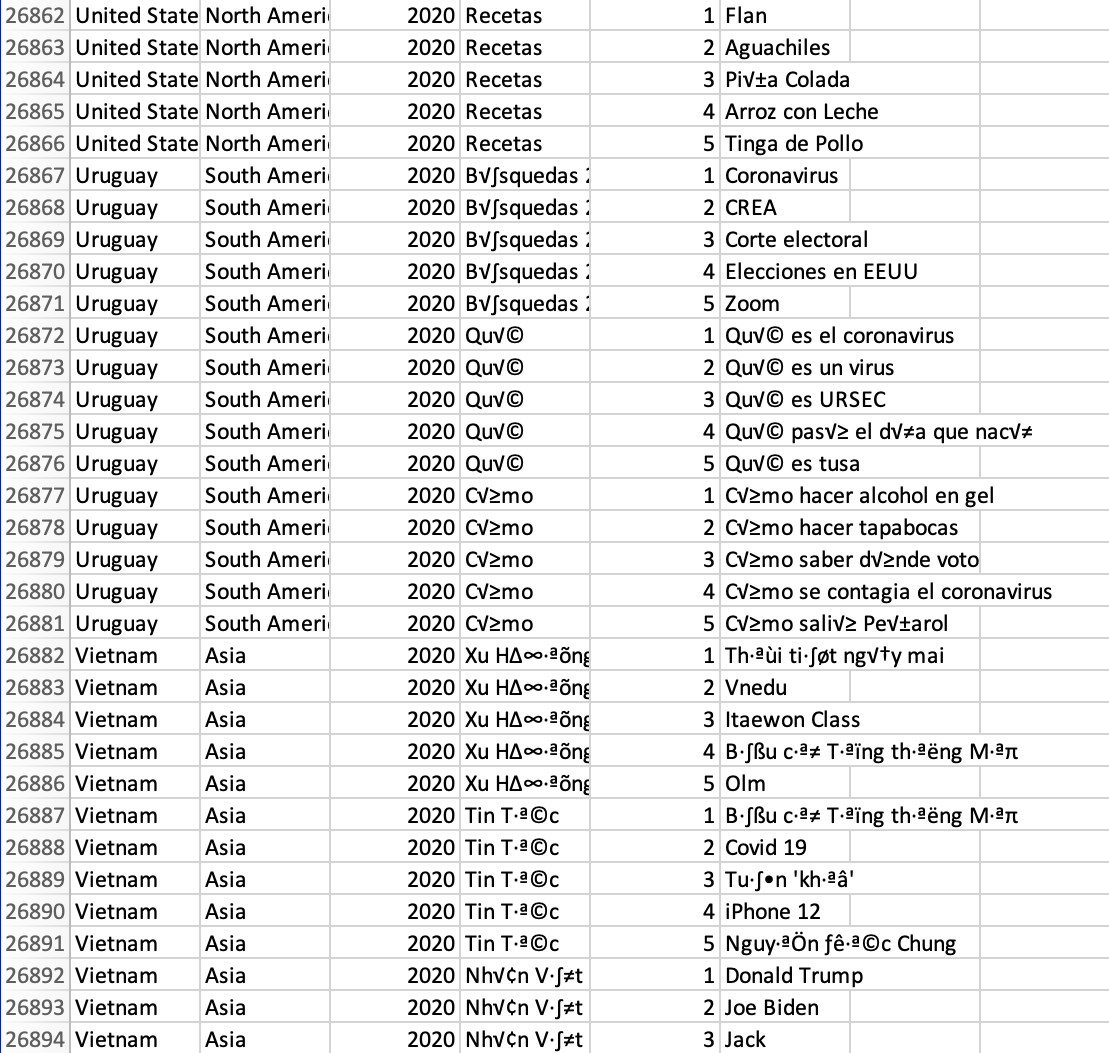 26862 United State North Ameri 2020 Recetas 1 Flan
26863 United State North Ameri 2020 Recetas 2 Aguachiles
26864 United State North Ameri 2020 Recetas 3 Pi√±a Colada
26865 United State North Ameri 2020 Recetas 4 Arroz con Leche
26866 United State North Ameri 2020 Recetas 5 Tinga de Pollo
26867 Uruguay South Ameri 2020 B√∫squedas 2 1 Coronavirus
26868 Uruguay South Ameri 2020 B√∫squedas 2 2 CREA
26869 Uruguay South Ameri 2020 B√∫squedas 2 3 Corte electoral
26870 Uruguay South Ameri 2020 B√∫squedas 2 4 Elecciones en EEUU
26871 Uruguay South Ameri 2020 B√∫squedas 2 5 Zoom
26872 Uruguay South Ameri 2020 Qu√© 1 Qu√© es el coronavirus
26873 Uruguay South Ameri 2020 Qu√© 2 Qu√© es un virus
26874 Uruguay South Ameri 2020 Qu√© 3 Qu√© es URSEC
26875 Uruguay South Ameri 2020 Qu√© 4 Qu√© pas√≥ el d√≠a que nac√≠
26876 Uruguay South Ameri 2020 Qu√© 5 Qu√© es tusa
26877 Uruguay South Ameri 2020 C√≥mo 1 C√≥mo hacer alcohol en gel
26878 Uruguay South Ameri 2020 C√≥mo 2 C√≥mo hacer tapabocas
26879 Uruguay South Ameri 2020 C√≥mo 3 C√≥mo saber d√≥nde voto
26880 Uruguay South Ameri 2020 C√≥mo 4 C√≥mo se contagia el coronavirus
26881 Uruguay South Ameri 2020 C√≥mo 5 C√≥mo sali√≥ Pe√±arol
26882 Vietnam Asia 2020 Xu H∆∞·ªõng 1 Th·ªùi ti·∫øt ng√†y mai
26883 Vietnam Asia 2020 Xu H∆∞·ªõng 2 Vnedu
26884 Vietnam Asia 2020 Xu H∆∞·ªõng 3 Itaewon Class
26885 Vietnam Asia 2020 Xu H∆∞·ªõng 4 B·∫ßu c·ª≠ T·ªïng th·ªëng M·ªπ
26886 Vietnam Asia 2020 Xu H∆∞·ªõng 5 Olm
26887 Vietnam Asia 2020 Tin T·ª©c 1 B·∫ßu c·ª≠ T·ªïng th·ªëng M·ªπ
26888 Vietnam Asia 2020 Tin T·ª©c 2 Covid 19
26889 Vietnam Asia 2020 Tin T·ª©c 3 Tu·∫•n 'kh·ªâ'
26890 Vietnam Asia 2020 Tin T·ª©c 4 iPhone 12
26891 Vietnam Asia 2020 Tin T·ª©c 5 Nguy·ªÖn ƒê·ª©c Chung
26892 Vietnam Asia 2020 Nh√¢n V·∫≠t 1 Donald Trump
26893 Vietnam Asia 2020 Nh√¢n V·∫≠t 2 Joe Biden
26894 Vietnam Asia 2020 Nh√¢n V·∫≠t 3 Jack